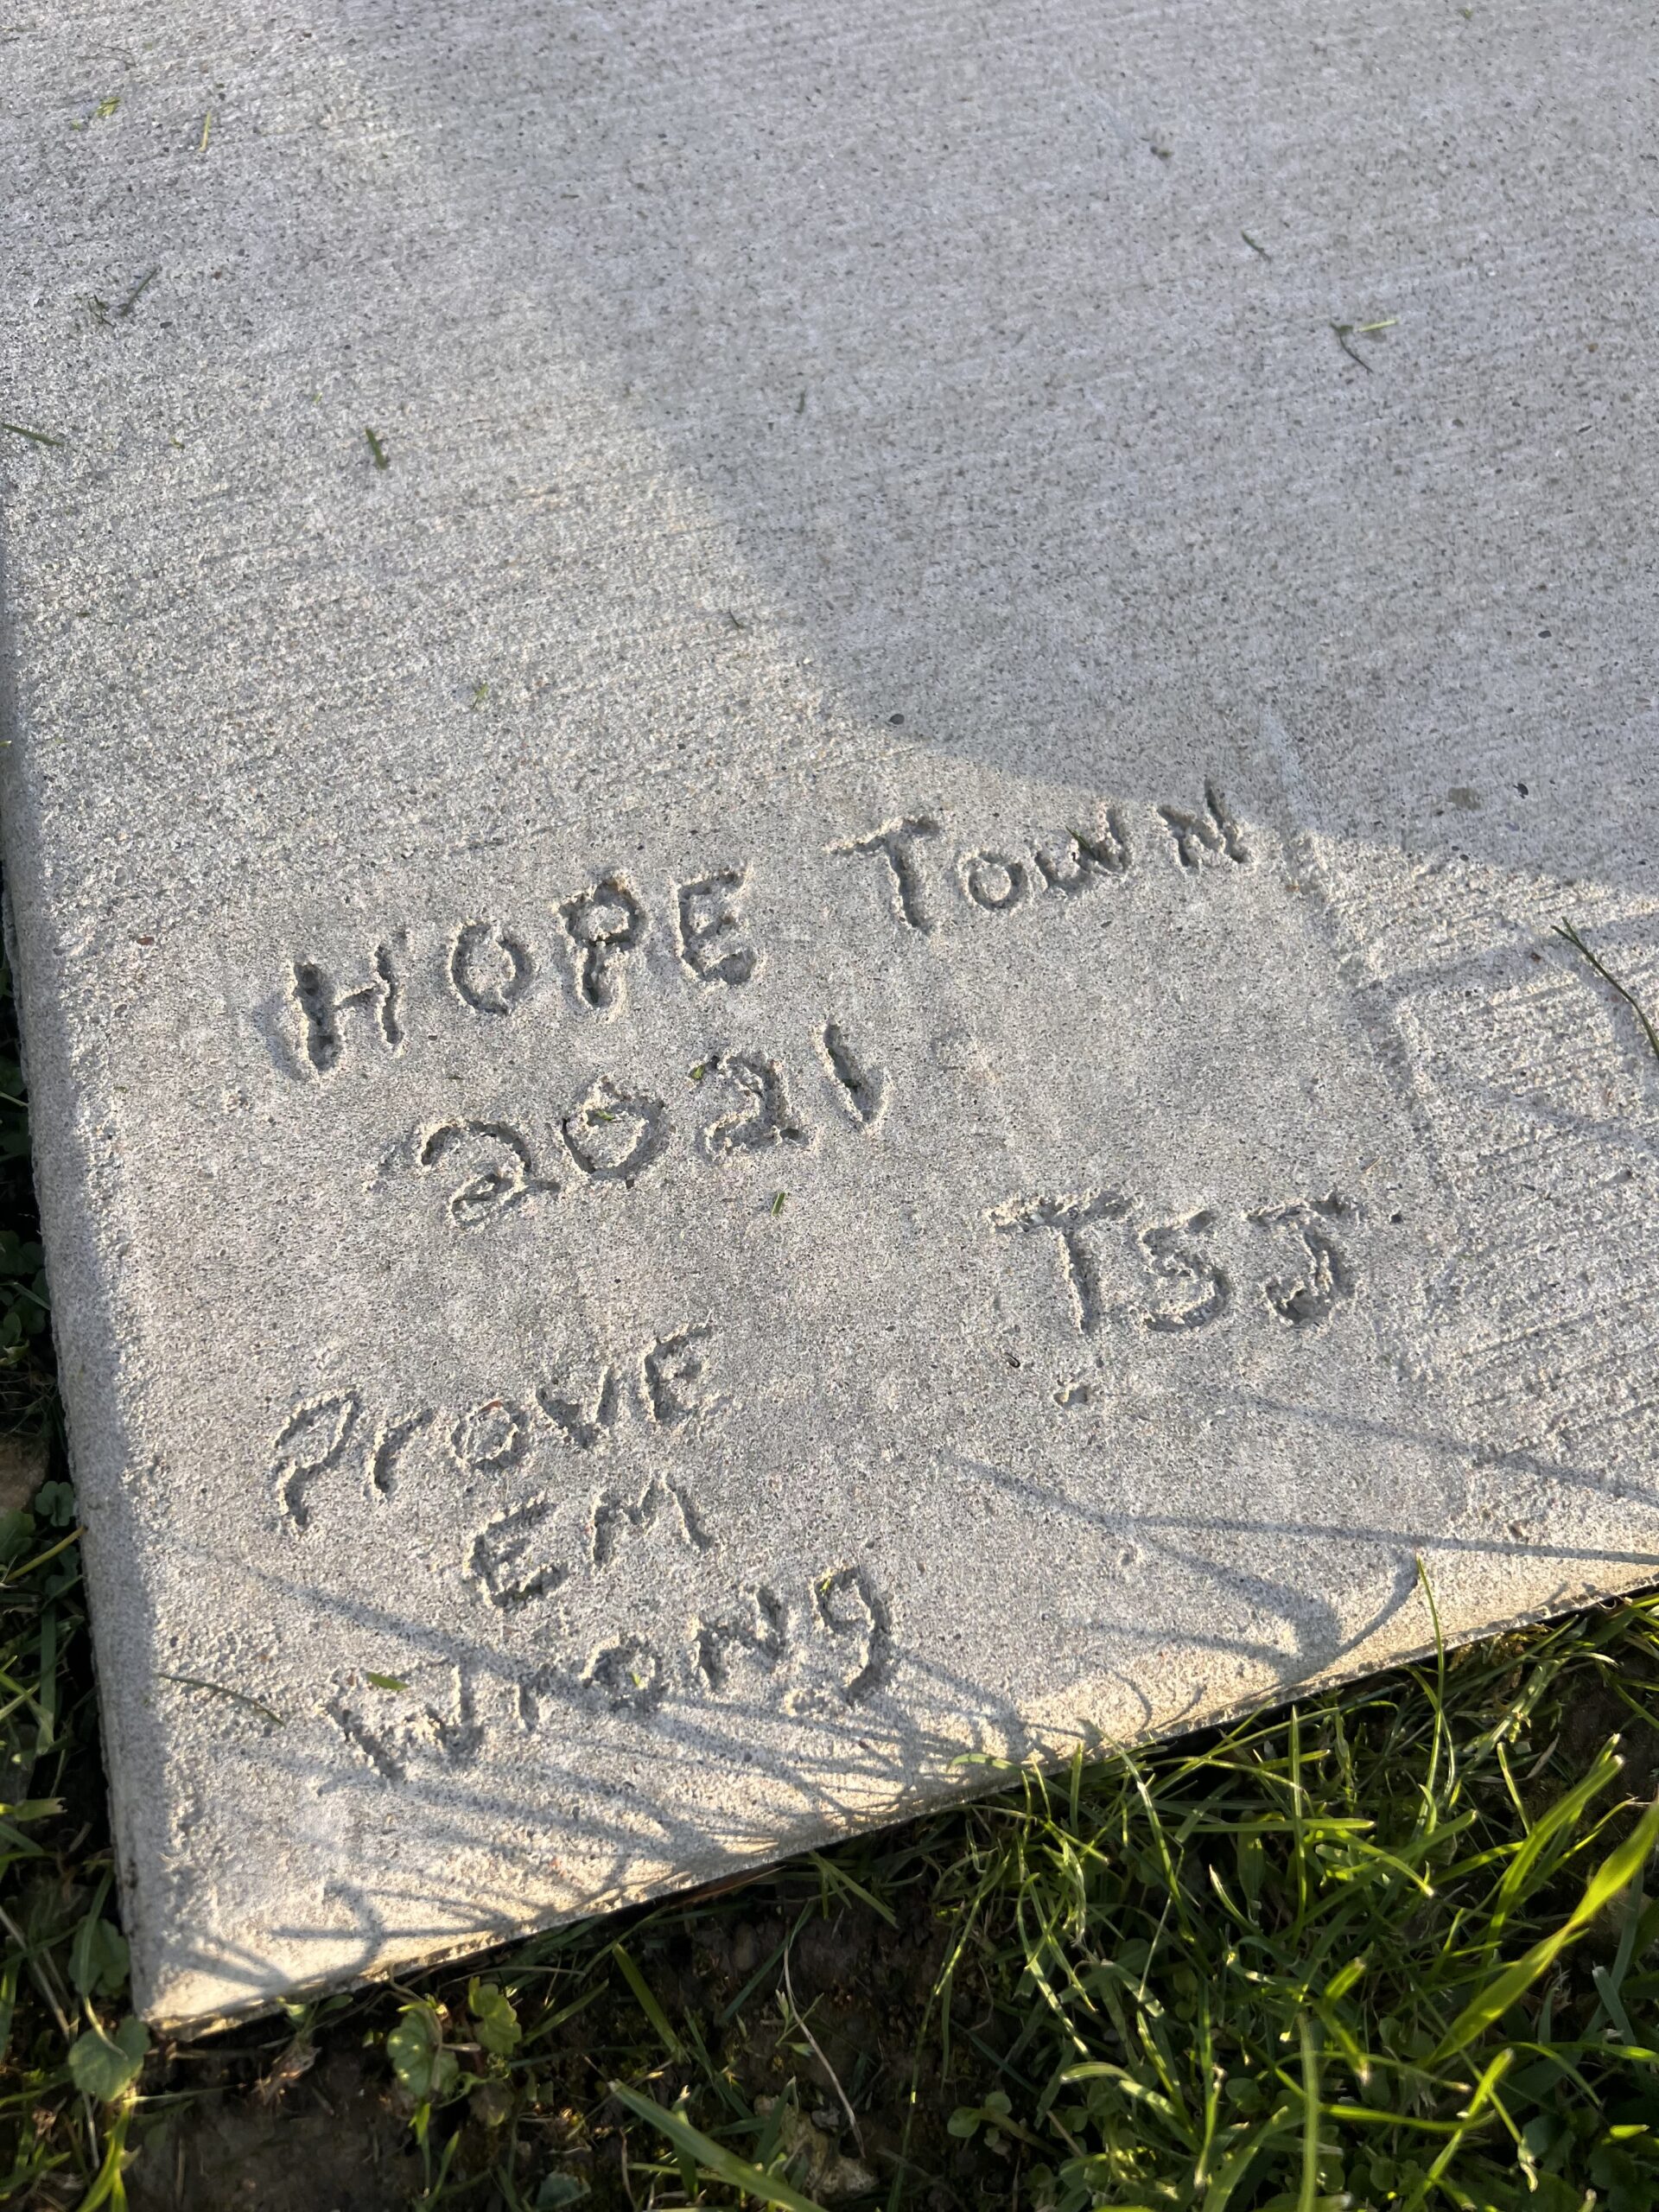 HOPE TowN
2021
TSJ
ProvE
EM
WroNg